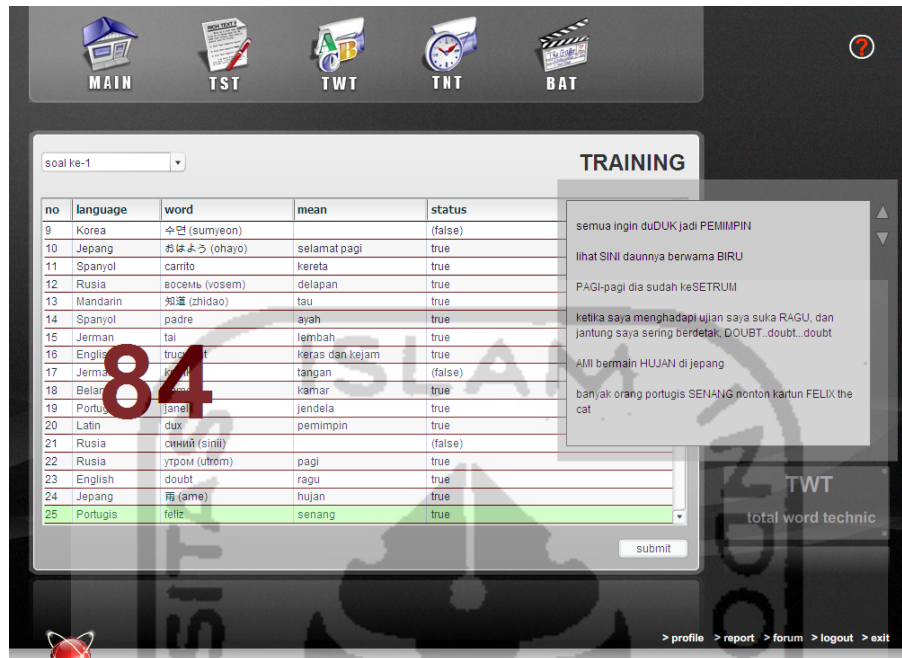 RICH TEXT!
MAIN
TST
TWT
TNT
BAT
?
soal ke-1
TRAINING
no language word mean status
9 Korea 수면 (sumyeon) (false)
10 Jepang おはよう (ohayo) selamat pagi true
11 Spanyol carrito kereta true
12 Rusia восемь (vosem) delapan true
13 Mandarin 知道 (zhidao) tau true
14 Spanyol padre ayah true
15 Jerman tai lembah true
16 English keras dan kejam true
17 Jerman tangan (false)
18 kamar true
19 jendela true
20 Latin dux pemimpin true
21 Rusia синий (sinii) (false)
22 Rusia утром (utrom) pagi true
23 English doubt ragu true
24 Jepang 雨 (ame) hujan true
25 Portugis feliz senang true
84
submit
semua ingin duDUK jadi PEMIMPIN
lihat SINI daunnya berwarna BIRU
PAGI-pagi dia sudah keSETRUM
ketika saya menghadapi ujian saya suka RAGU, dan
jantung saya sering berdetak. DOUBT..doubt...doubt
AMI bermain HUJAN di jepang
banyak orang portugis SENANG nonton kartun FELIX the
cat
TWT
total word technic
> profile > report > forum > logout > exit
ISLAM